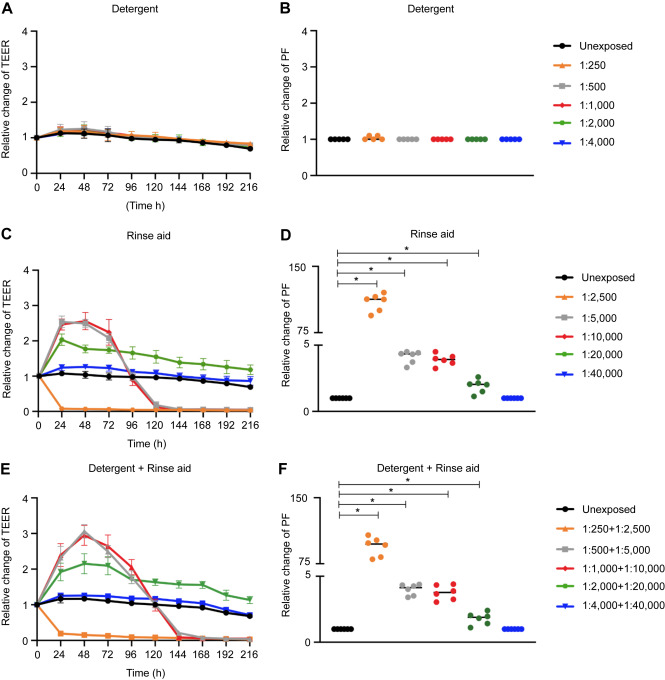 A
Detergent
Relative change of TEER
4
3
2
1
0
0 24 48 72 96 120 144 168 192 216
(Time h)
B
Detergent
Relative change of PF
4
3
2
1
0
Unexposed
1:250
1:500
1:1,000
1:2,000
1:4,000
C
Rinse aid
Relative change of TEER
4
3
2
1
0
0 24 48 72 96 120 144 168 192 216
Time (h)
D
Rinse aid
Relative change of PF
150
75
5
0
*
*
*
*
Unexposed
1:2,500
1:5,000
1:10,000
1:20,000
1:40,000
E
Detergent + Rinse aid
Relative change of TEER
4
3
2
1
0
0 24 48 72 96 120 144 168 192 216
Time (h)
F
Detergent + Rinse aid
Relative change of PF
150
75
5
0
*
*
*
*
Unexposed
1:250+1:2,500
1:500+1:5,000
1:1,000+1:10,000
1:2,000+1:20,000
1:4,000+1:40,000